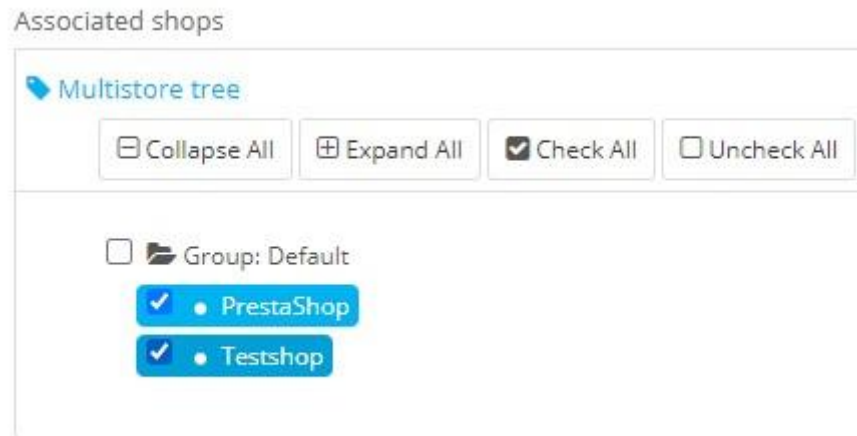 Associated shops
Multistore tree
Collapse All Expand All Check All Uncheck All
Group: Default
PrestaShop
Testshop